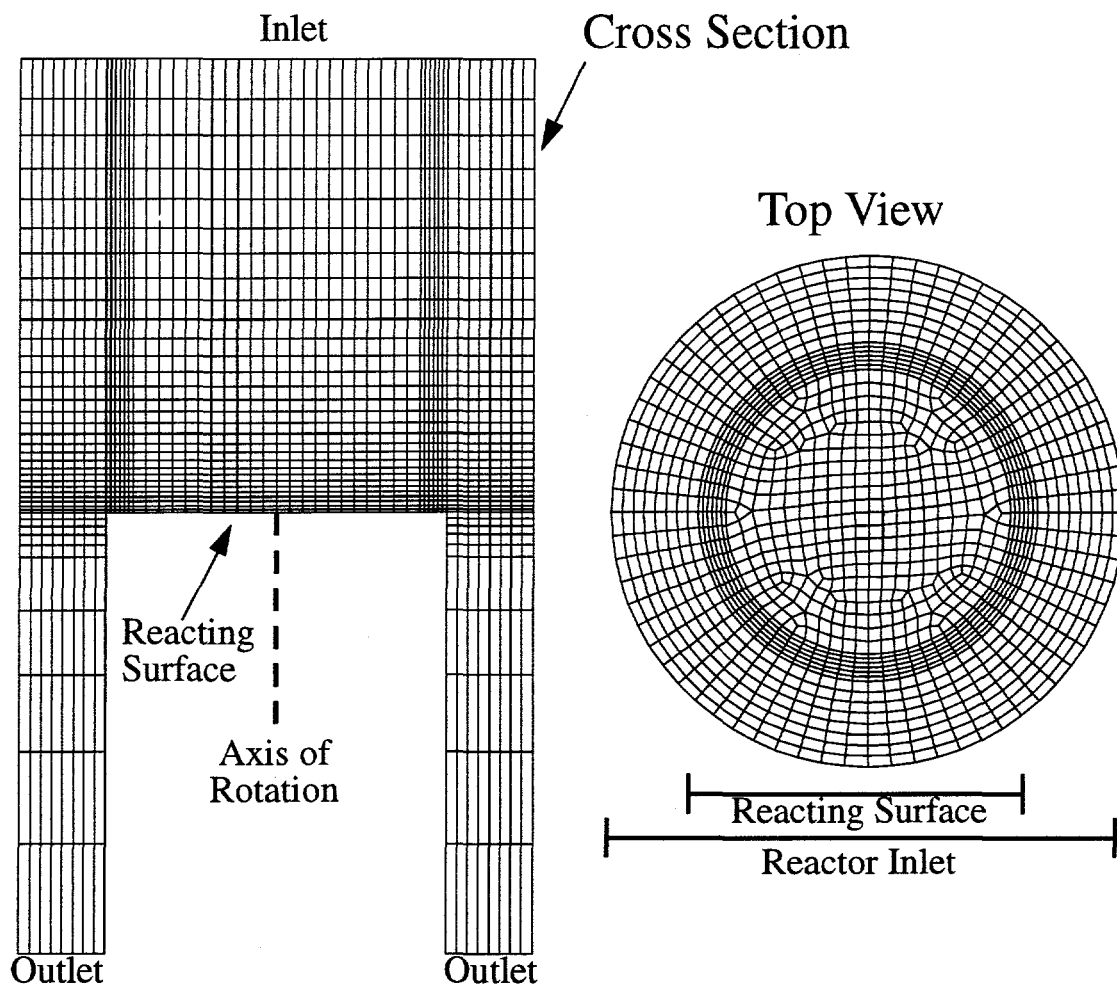 Inlet
Cross Section
Top View
Reacting
Surface
Axis of
Rotation
Reacting Surface
Reactor Inlet
Outlet
Outlet